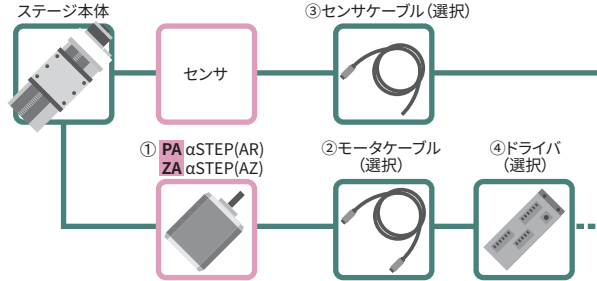 ステージ本体
③センサケーブル(選択)
センサ
① PA αSTEP(AR)
ZA αSTEP(AZ)
②モータケーブル
(選択)
④ドライバ
(選択)